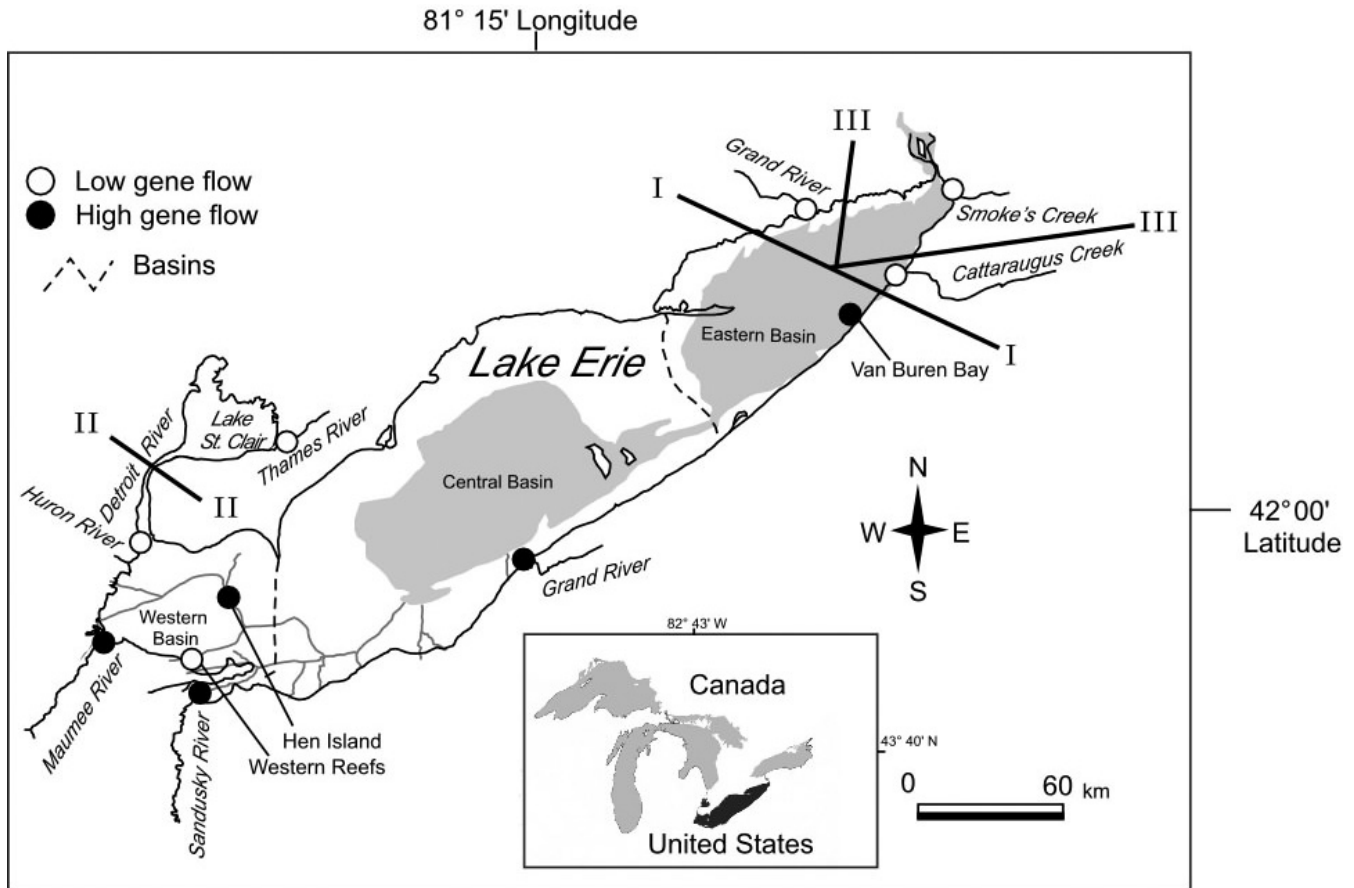 81° 15' Longitude
Low gene flow
High gene flow
Basins
III
Grand River
I
Smoke's Creek
III
Cattaraugus Creek
Eastern Basin
I
Van Buren Bay
Lake Erie
Lake
St. Clair
Thames River
II
Detroit River
II
Huron River
Central Basin
N
W
E
S
42°00'
Latitude
Grand River
Western
Basin
Maumee River
Sandusky River
Hen Island
Western Reefs
82° 43' W
Canada
43° 40' N
United States
0
60 km